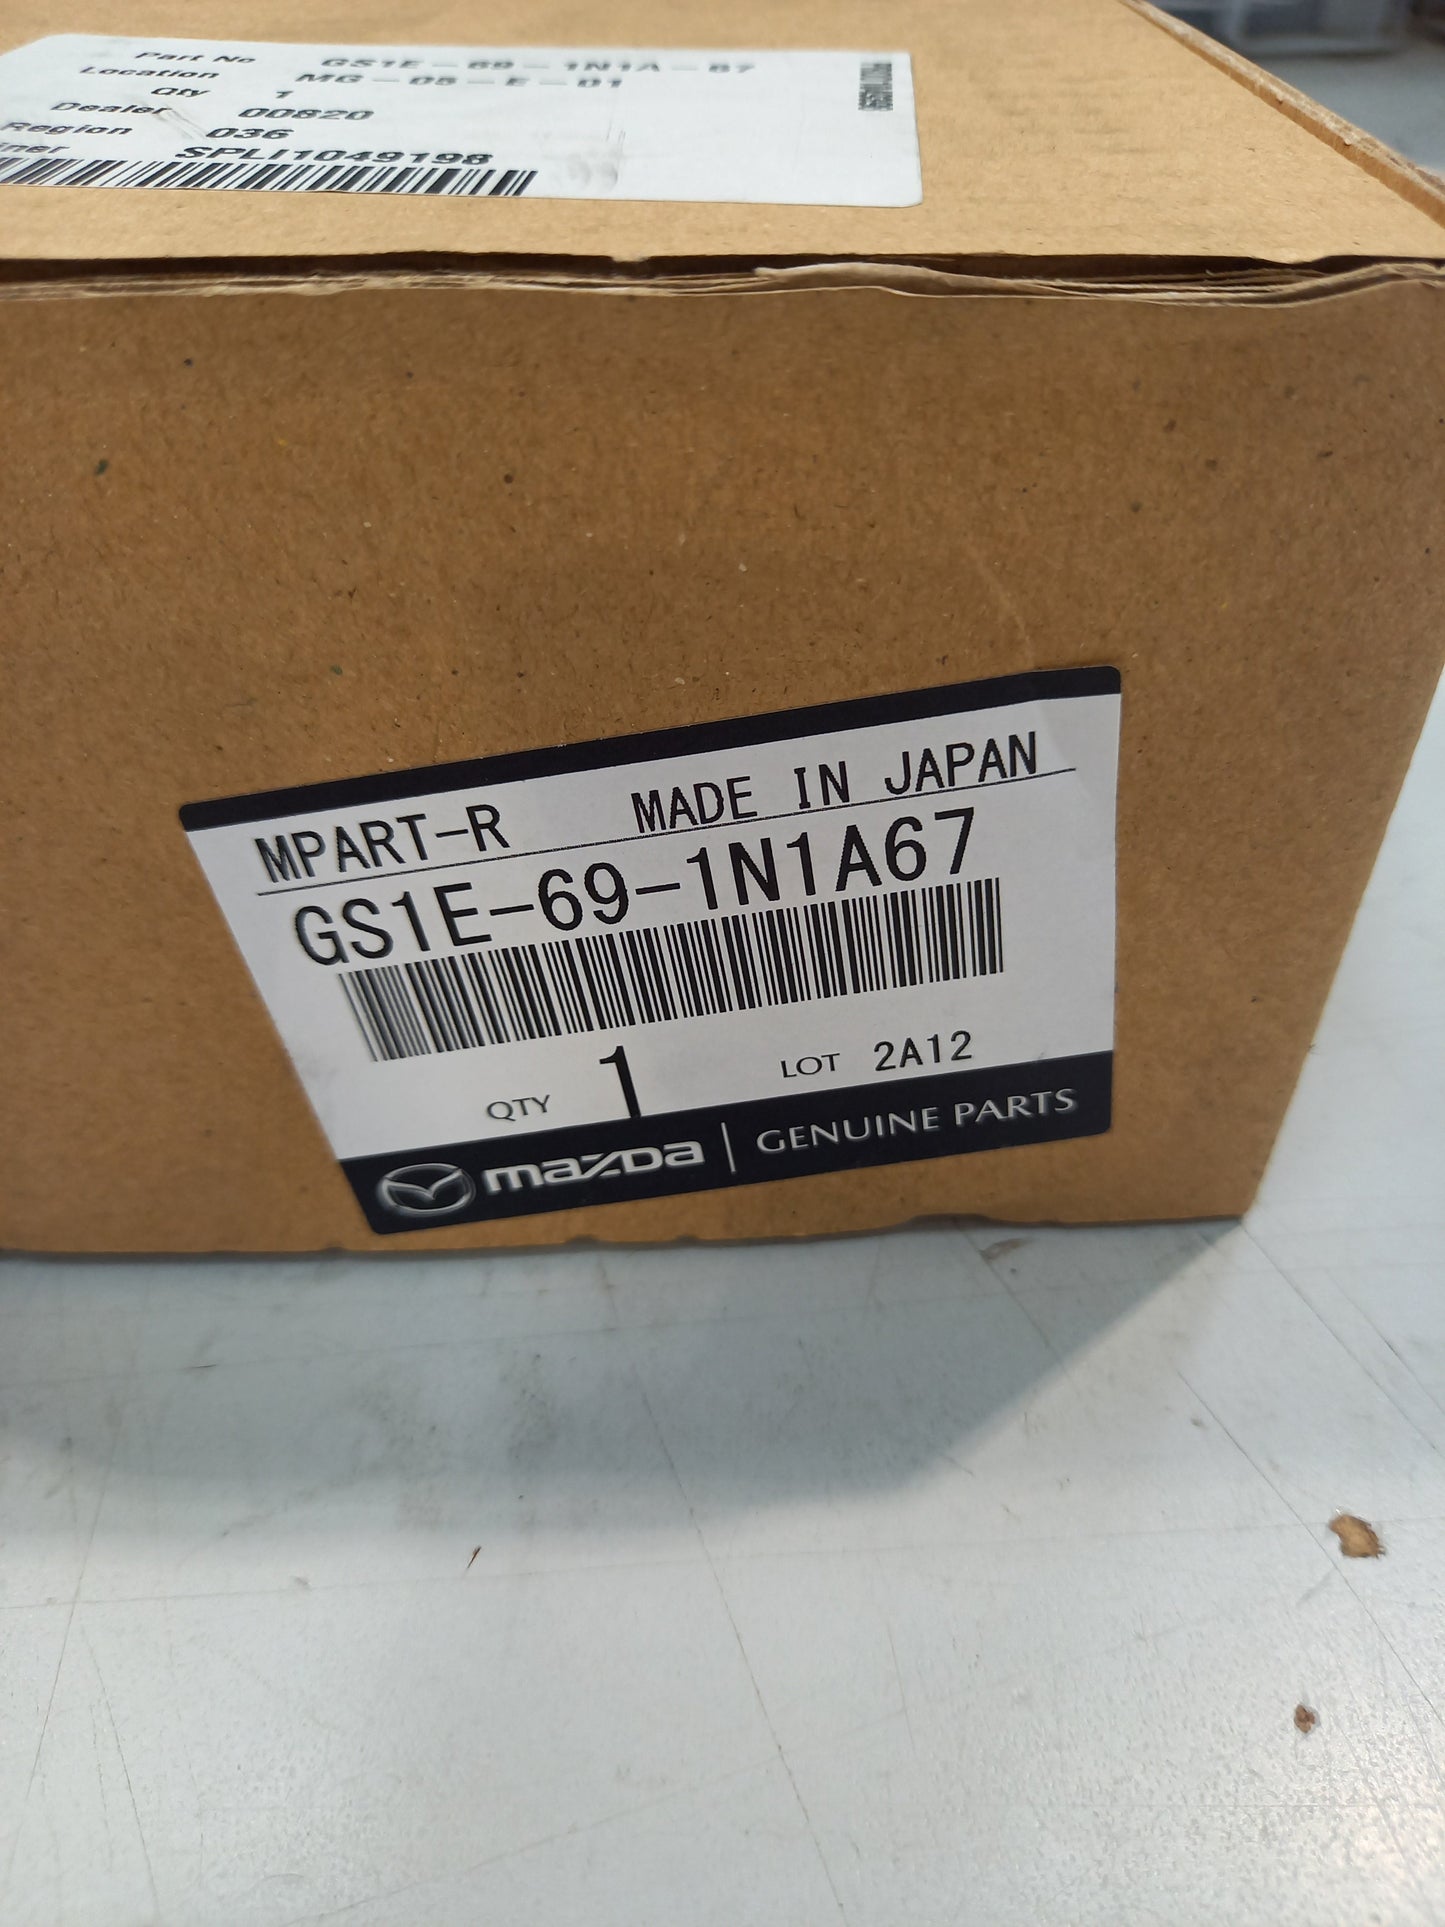 Part No GS1E-69-1N1A-67
Location MG-05-E-01
Qty 1
Dealer 00820
Region 036
SPLI1049198
MPART-R MADE IN JAPAN
GS1E-69-1N1A67
QTY 1 LOT 2A12
mazda | GENUINE PARTS